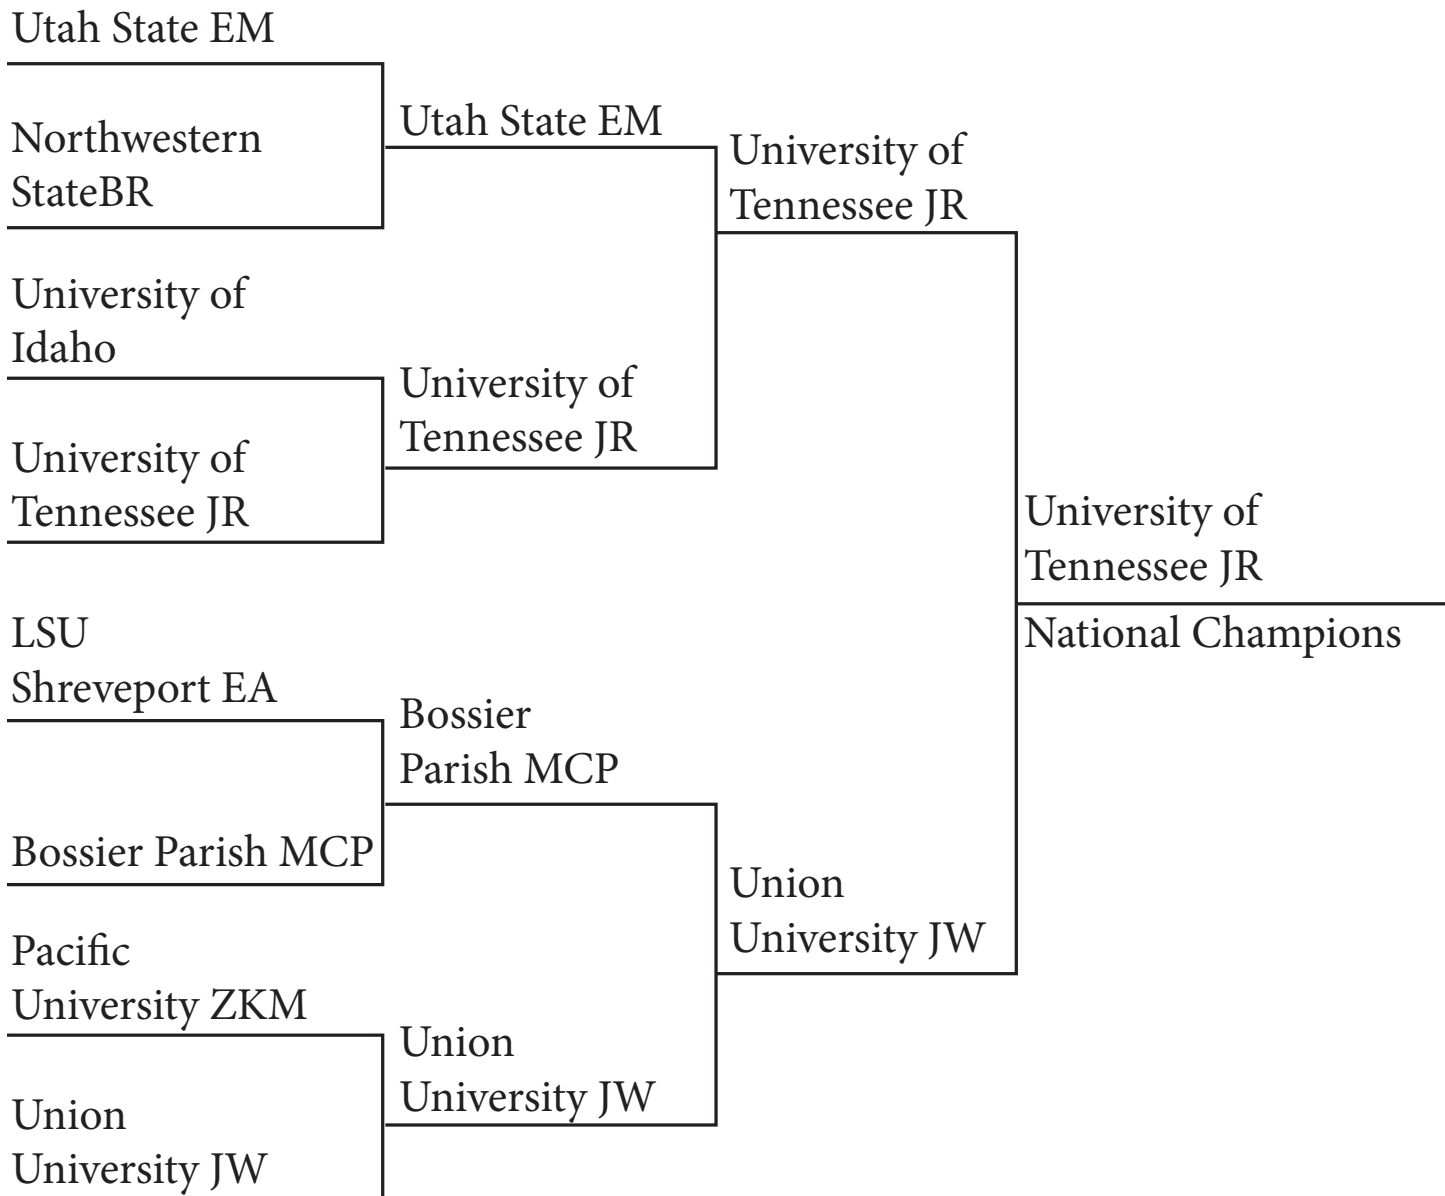 Utah State EM
Northwestern
StateBR
University of
Idaho
University of
Tennessee JR
LSU
Shreveport EA
Bossier Parish MCP
Pacific
University ZKM
Union
University JW
Utah State EM
University of
Tennessee JR
Bossier
Parish MCP
Union
University JW
University of
Tennessee JR
Union
University JW
University of
Tennessee JR
National Champions